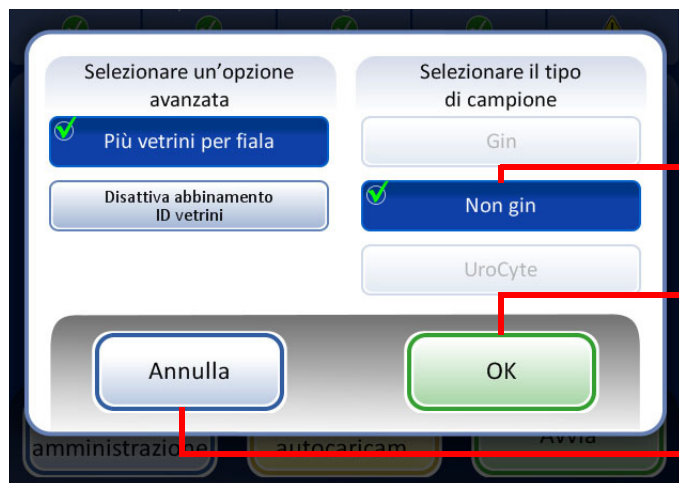 Selezionare un'opzione
avanzata
Più vetrini per fiala
Disattiva abbinamento
ID vetrini
Selezionare il tipo
di campione
Gin
Non gin
UroCyte
Annulla
OK
amministrazione
autocaricam
Avvia